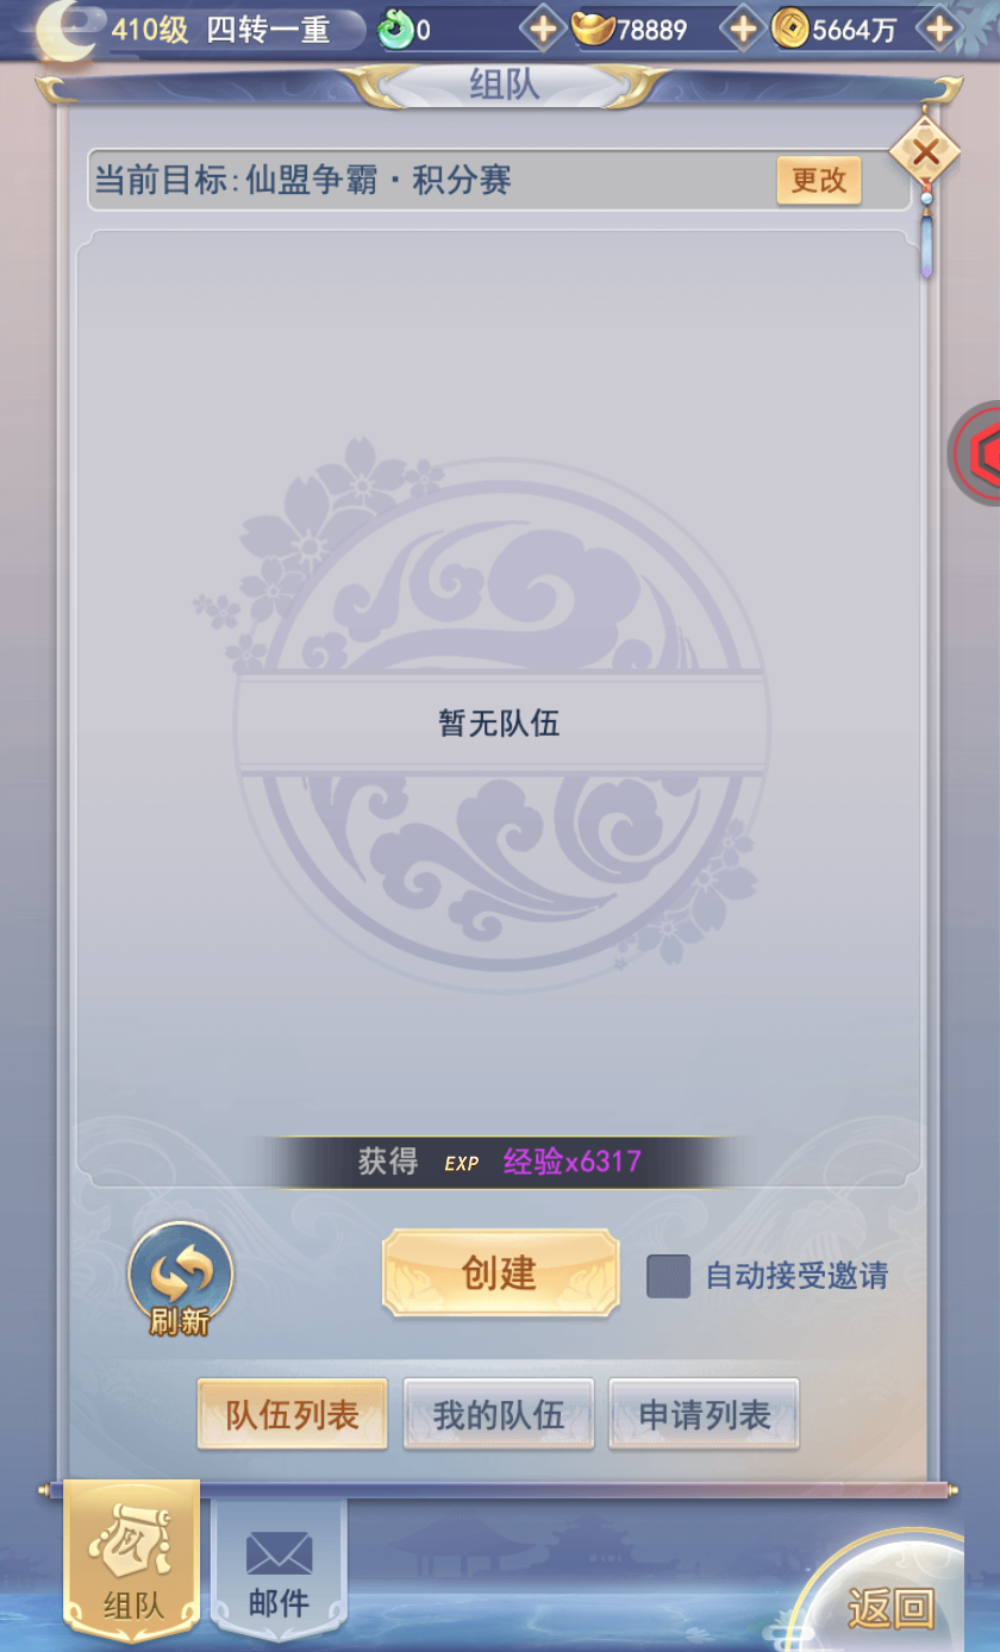 410级 四转一重 0 78889 5664万
组队
当前目标:仙盟争霸·积分赛 更改
暂无队伍
获得 EXP 经验x6317
刷新 创建 自动接受邀请
队伍列表 我的队伍 申请列表
队
组队 邮件 返回